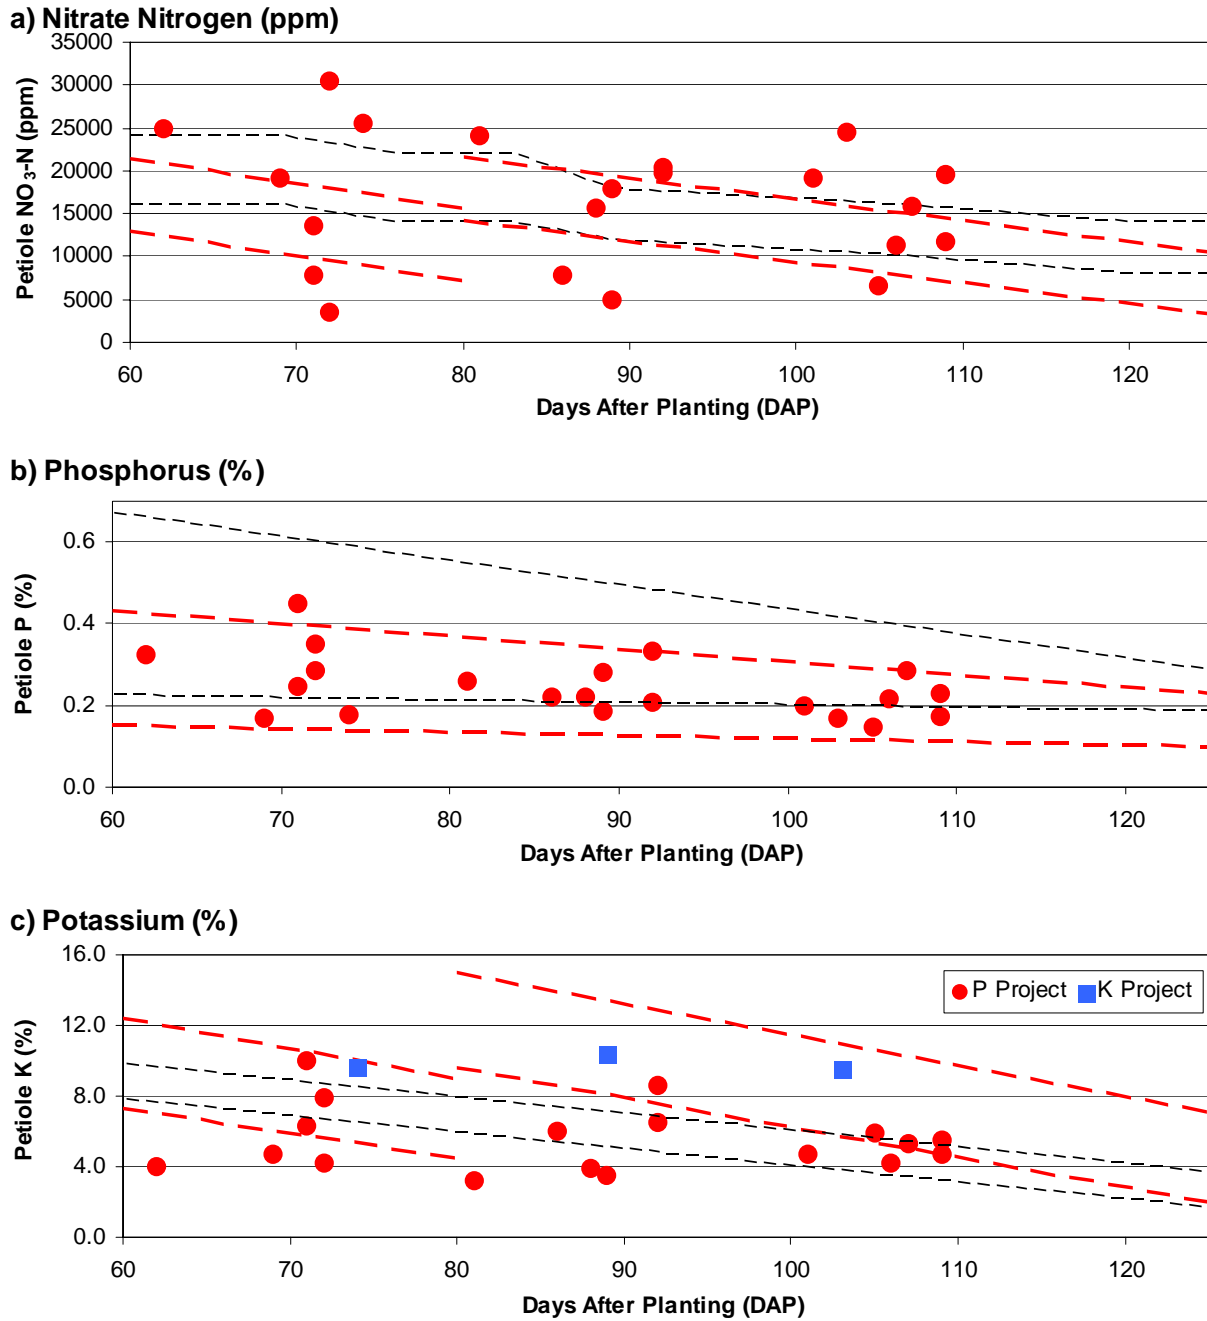 a) Nitrate Nitrogen (ppm)
35000
30000
25000
20000
15000
10000
5000
0
Petiole NO₃-N (ppm)
60 70 80 90 100 110 120
Days After Planting (DAP)
b) Phosphorus (%)
0.6
0.4
0.2
0.0
Petiole P (%)
60 70 80 90 100 110 120
Days After Planting (DAP)
c) Potassium (%)
16.0
12.0
8.0
4.0
0.0
Petiole K (%)
P Project K Project
60 70 80 90 100 110 120
Days After Planting (DAP)